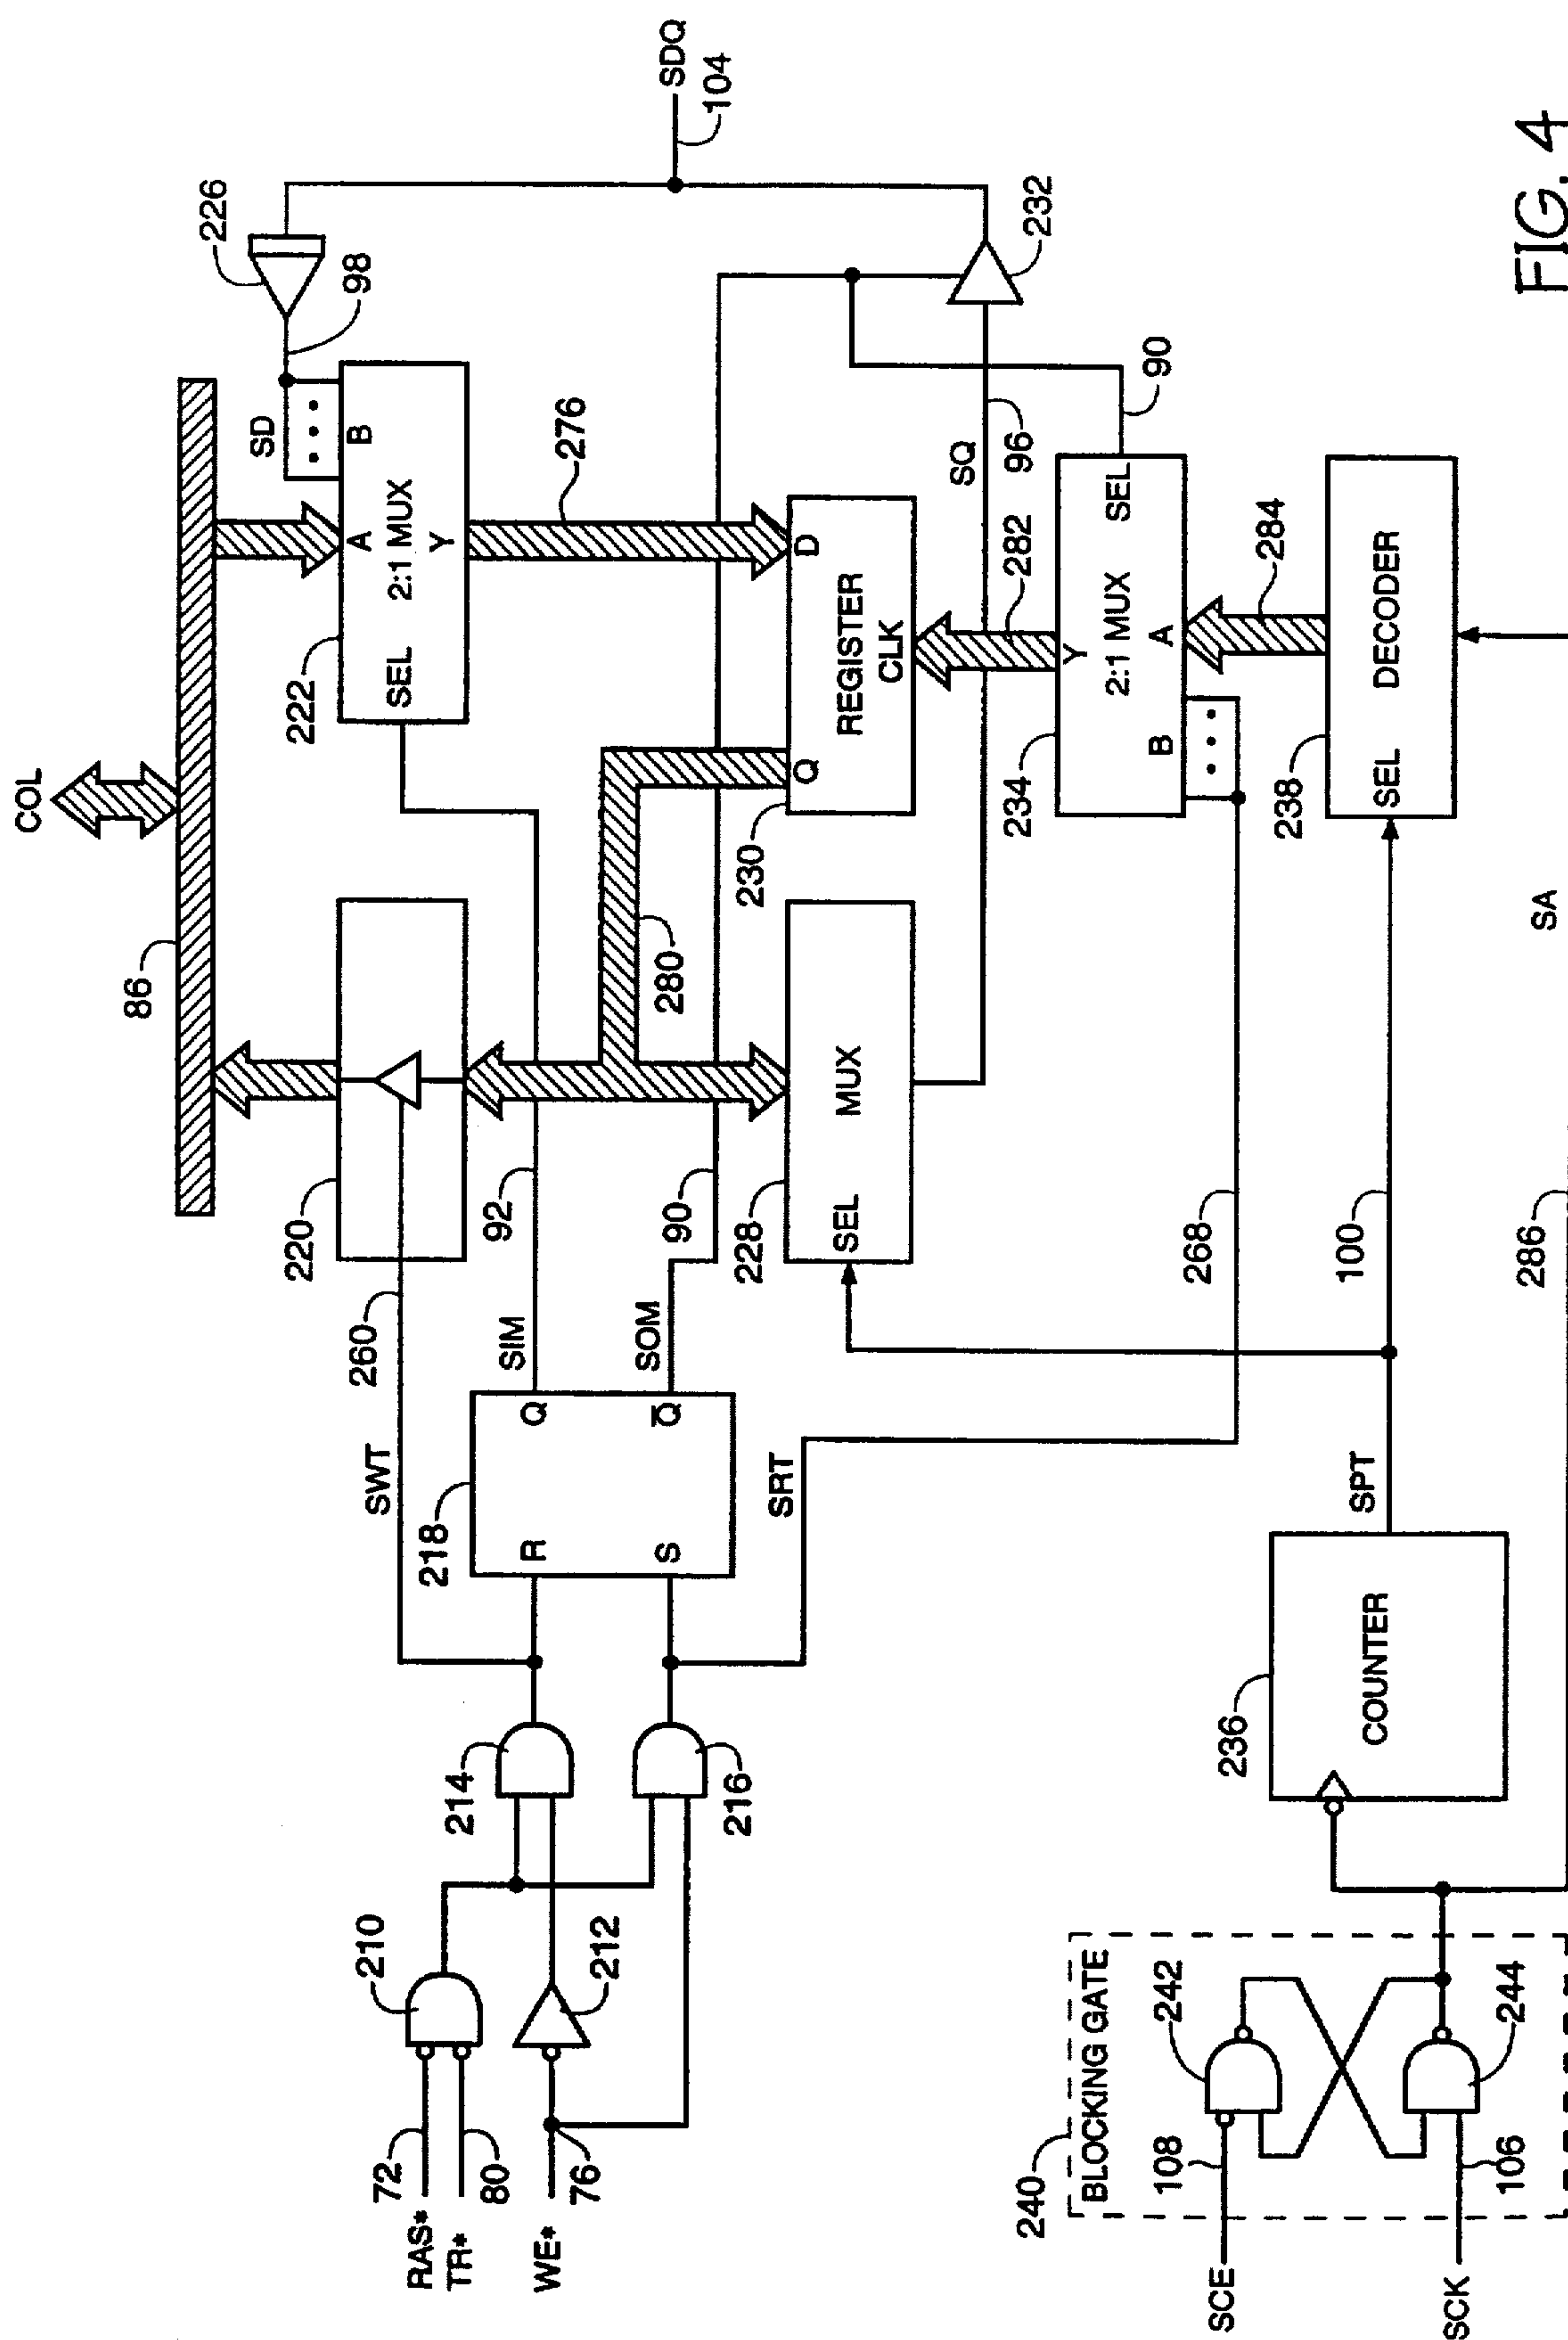 COL
86
220
222
SEL
2:1 MUX
A
Y
B
SD
98
226
SDQ
104
SWT
260
SIM
92
SOM
90
280
276
218
R
S
Q
Q̅
SRT
228
SEL
MUX
230
Q
D
REGISTER
CLK
SQ
96
232
282
234
B
Y
2:1 MUX
A
SEL
90
268
284
238
SEL
DECODER
100
SPT
236
COUNTER
SA
286
RAS*
72
TR*
80
210
WE*
76
212
214
216
240
BLOCKING GATE
SCE
108
242
SCK
106
244
FIG. 4